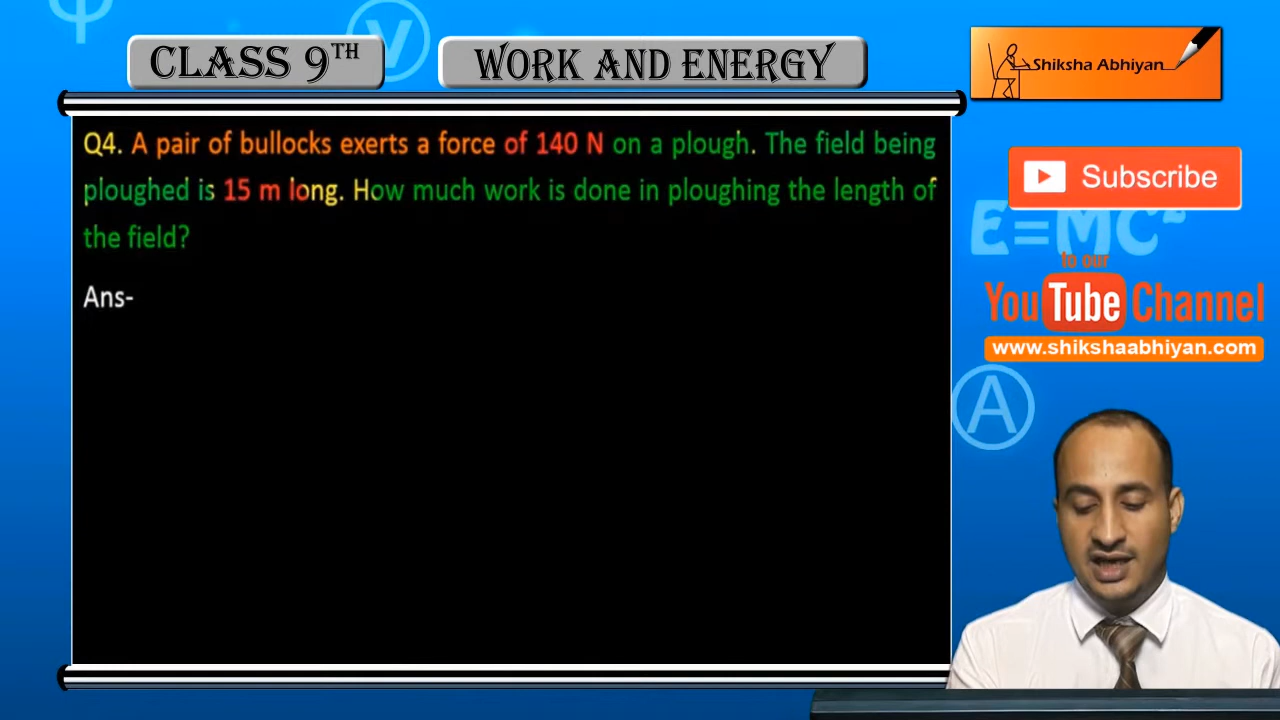 CLASS 9TH
WORK AND ENERGY
Shiksha Abhiyan
Q4. A pair of bullocks exerts a force of 140 N on a plough. The field being
ploughed is 15 m long. How much work is done in ploughing the length of
the field?
Ans-
Subscribe
E=MC²
to our
YouTube Channel
www.shikshaabhiyan.com
V
A
φ